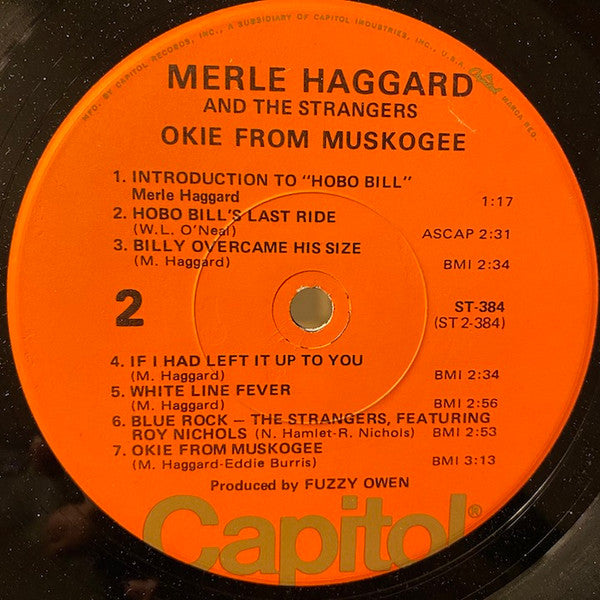 MFG. BY CAPITOL RECORDS, INC., A SUBSIDIARY OF CAPITOL INDUSTRIES, INC., U.S.A. Capitol MARCA REG.
MERLE HAGGARD
AND THE STRANGERS
OKIE FROM MUSKOGEE
1. INTRODUCTION TO "HOBO BILL"
Merle Haggard 1:17
2. HOBO BILL'S LAST RIDE
(W.L. O'Neal) ASCAP 2:31
3. BILLY OVERCAME HIS SIZE
(M. Haggard) BMI 2:34
2
ST-384
(ST2-384)
4. IF I HAD LEFT IT UP TO YOU
(M. Haggard) BMI 2:34
5. WHITE LINE FEVER
(M. Haggard) BMI 2:56
6. BLUE ROCK – THE STRANGERS, FEATURING
ROY NICHOLS (N. Hamlet-R. Nichols) BMI 2:53
7. OKIE FROM MUSKOGEE
(M. Haggard-Eddie Burris) BMI 3:13
Produced by FUZZY OWEN
Capitol®